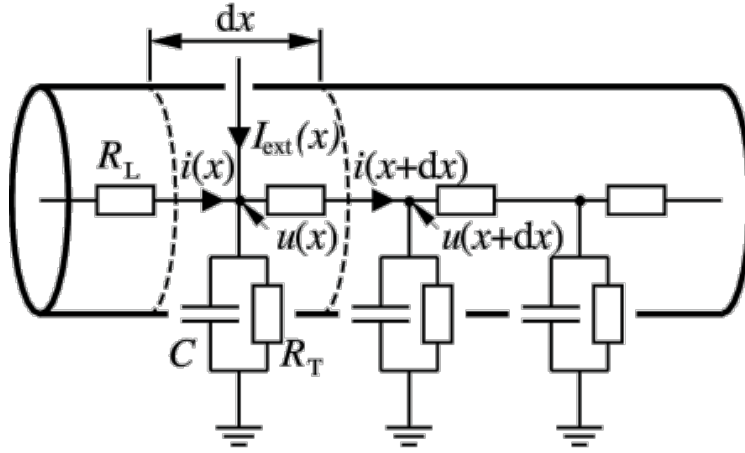 dx
I_ext(x)
R_L i(x) i(x+dx)
u(x) u(x+dx)
C R_T